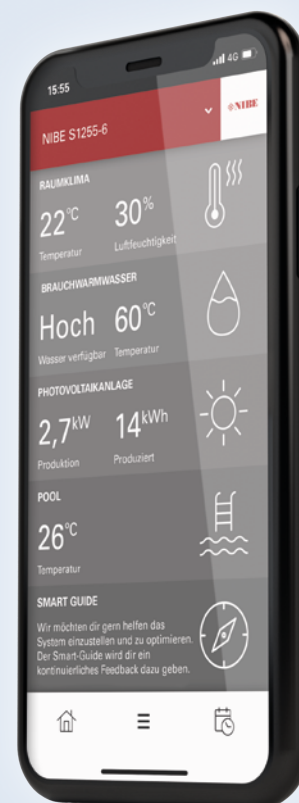 15:55
4G
NIBE S1255-6
NIBE
RAUMKLIMA
22°C 30%
Temperatur Luftfeuchtigkeit
BRAUCHWARMWASSER
Hoch 60°C
Wasser verfügbar Temperatur
PHOTOVOLTAIKANLAGE
2,7kW 14kWh
Produktion Produziert
POOL
26°C
Temperatur
SMART GUIDE
Wir möchten dir gern helfen das
System einzustellen und zu optimieren.
Der Smart-Guide wird dir ein
kontinuierliches Feedback dazu geben.